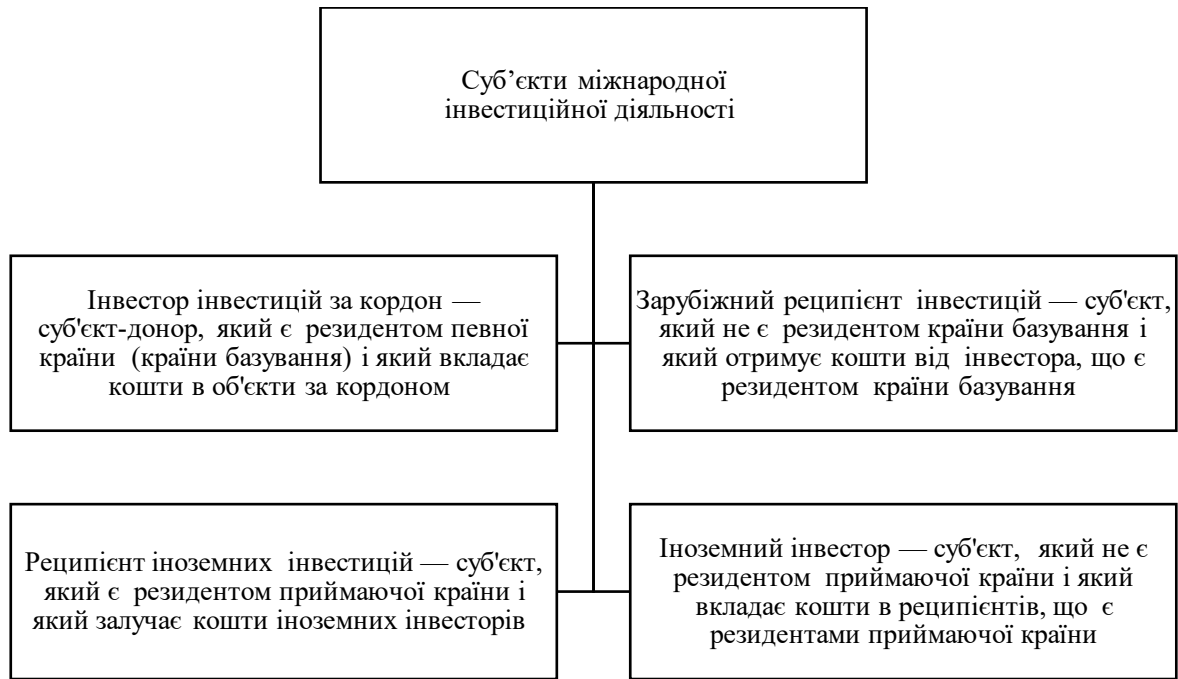 Суб’єкти міжнародної
інвестиційної діяльності
Інвестор інвестицій за кордон —
суб'єкт-донор, який є резидентом певної
країни (країни базування) і який вкладає
кошти в об'єкти за кордоном
Зарубіжний реципієнт інвестицій — суб'єкт,
який не є резидентом країни базування і
який отримує кошти від інвестора, що є
резидентом країни базування
Реципієнт іноземних інвестицій — суб'єкт,
який є резидентом приймаючої країни і
який залучає кошти іноземних інвесторів
Іноземний інвестор — суб'єкт, який не є
резидентом приймаючої країни і який
вкладає кошти в реципієнтів, що є
резидентами приймаючої країни